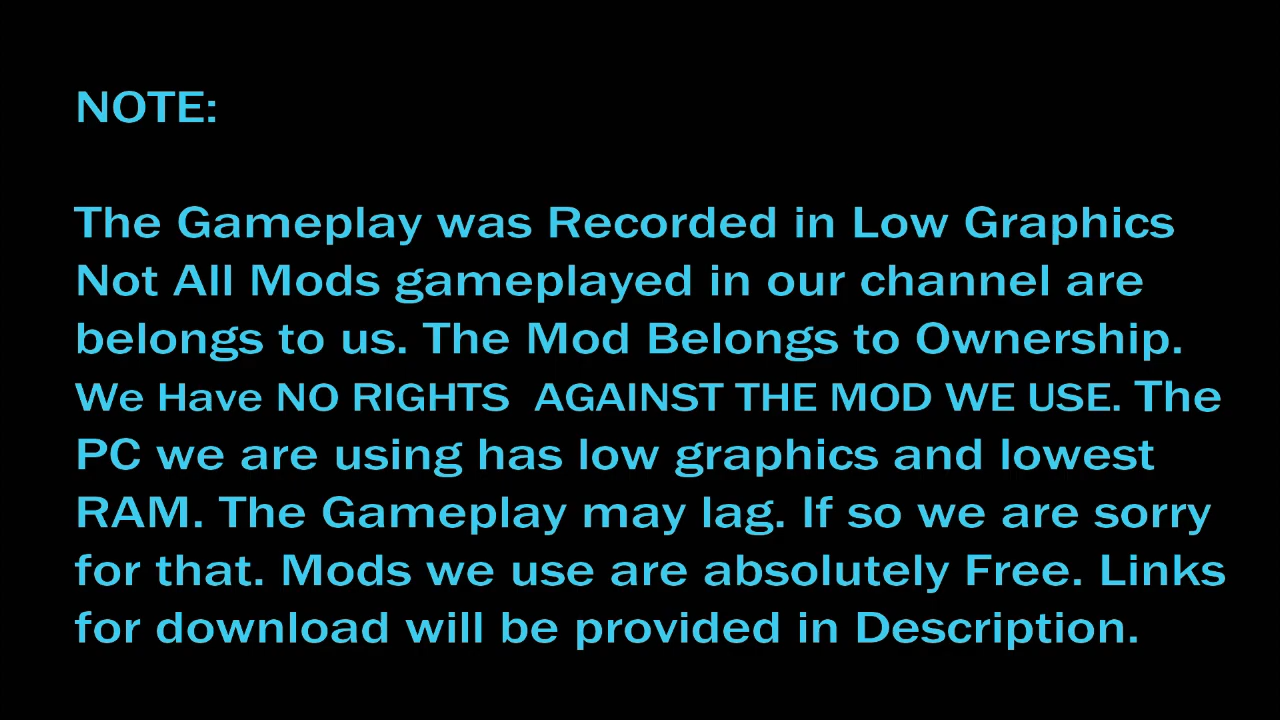 NOTE:
The Gameplay was Recorded in Low Graphics
Not All Mods gameplayed in our channel are
belongs to us. The Mod Belongs to Ownership.
We Have NO RIGHTS  AGAINST THE MOD WE USE. The
PC we are using has low graphics and lowest
RAM. The Gameplay may lag. If so we are sorry
for that. Mods we use are absolutely Free. Links
for download will be provided in Description.